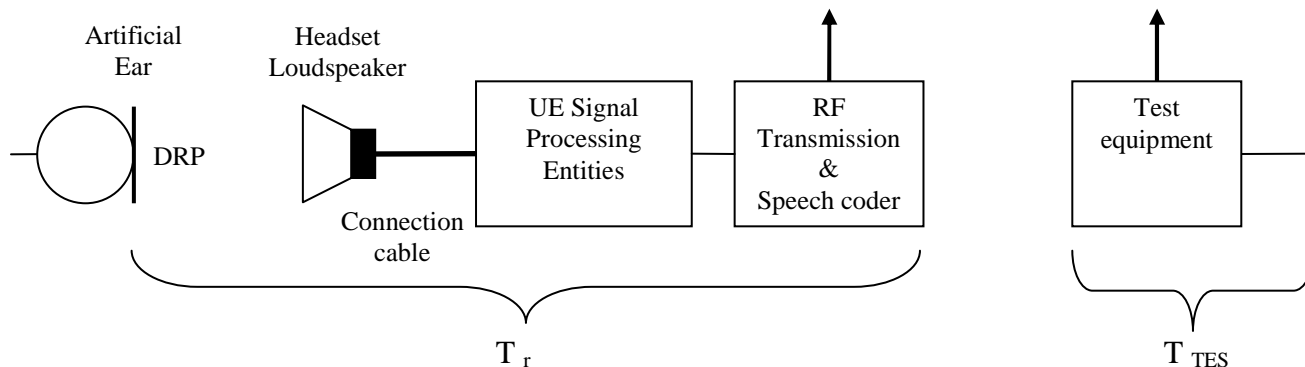 Artificial
Ear
Headset
Loudspeaker
DRP
Connection
cable
UE Signal
Processing
Entities
RF
Transmission
&
Speech coder
Test
equipment
T r
T TES